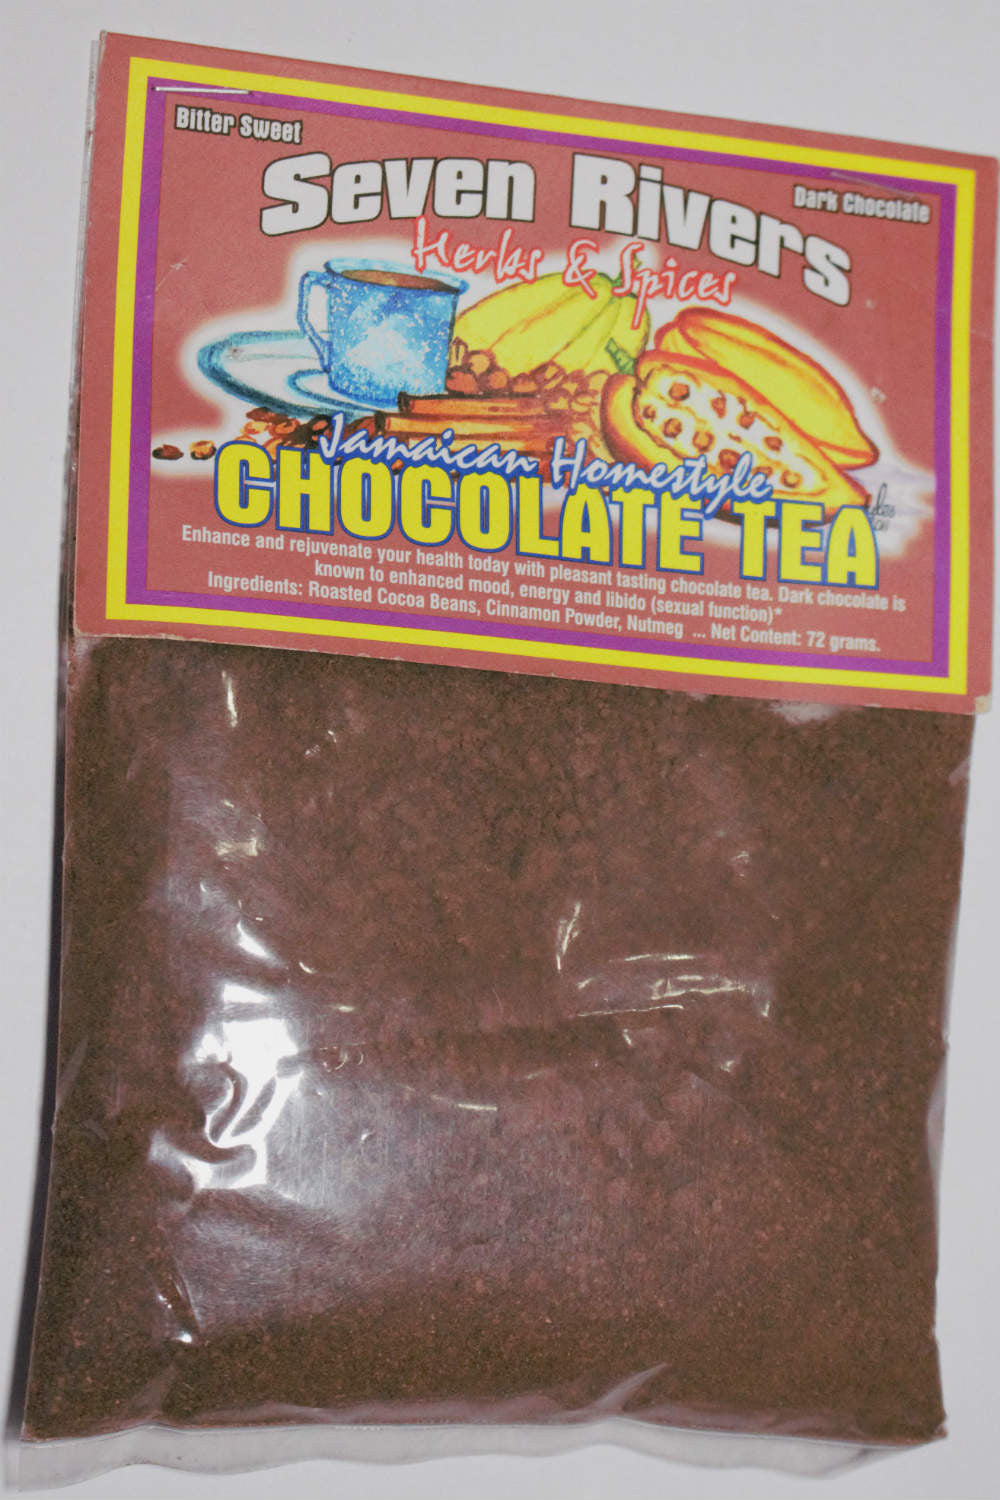 Bitter Sweet
Dark Chocolate
Seven Rivers
Herbs & Spices
Jamaican Homestyle
CHOCOLATE TEA
Enhance and rejuvenate your health today with pleasant tasting chocolate tea. Dark chocolate is
known to enhanced mood, energy and libido (sexual function)*
Ingredients: Roasted Cocoa Beans, Cinnamon Powder, Nutmeg ... Net Content: 72 grams.